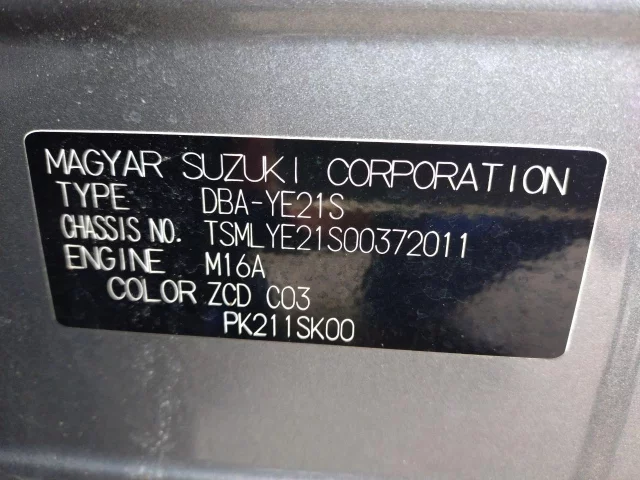 MAGYAR SUZUKI CORPORATION
TYPE DBA-YE21S
CHASSIS NO. TSMLYE21S00372011
ENGINE M16A
COLOR ZCD C03
PK211SK00